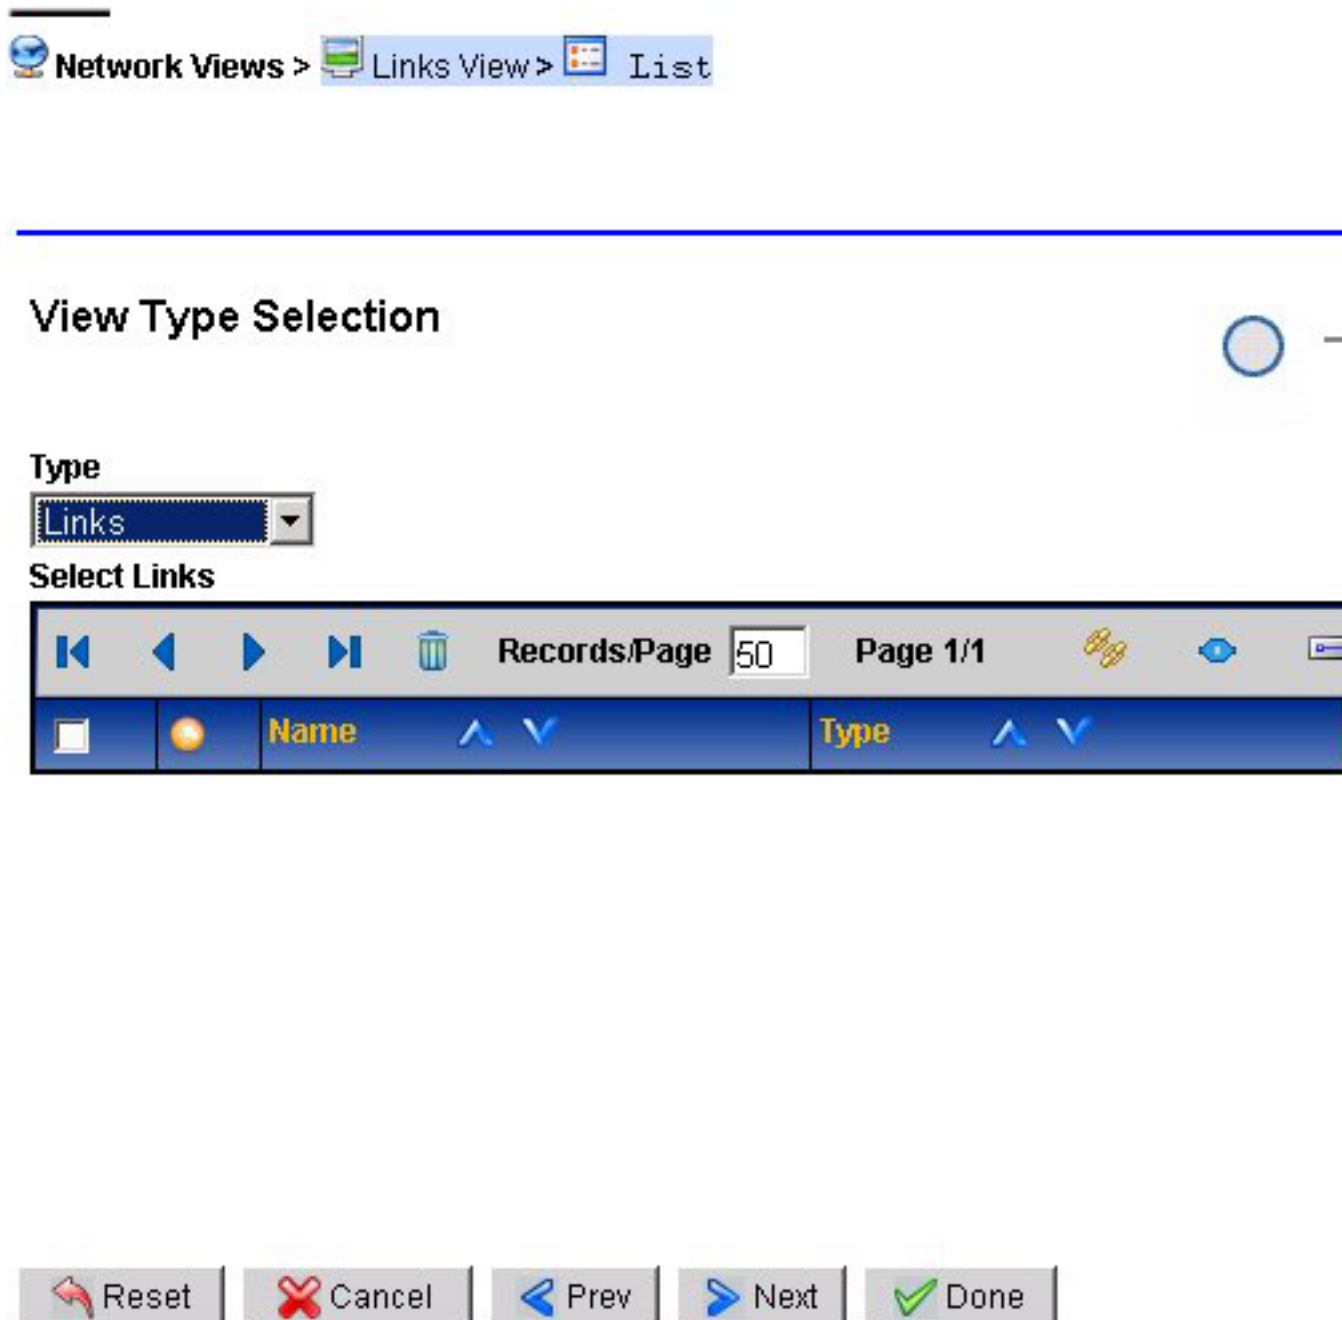 Network Views > Links View > List
View Type Selection
Type
Links
Select Links
Records/Page 50 Page 1/1
Name Type
Reset Cancel Prev Next Done